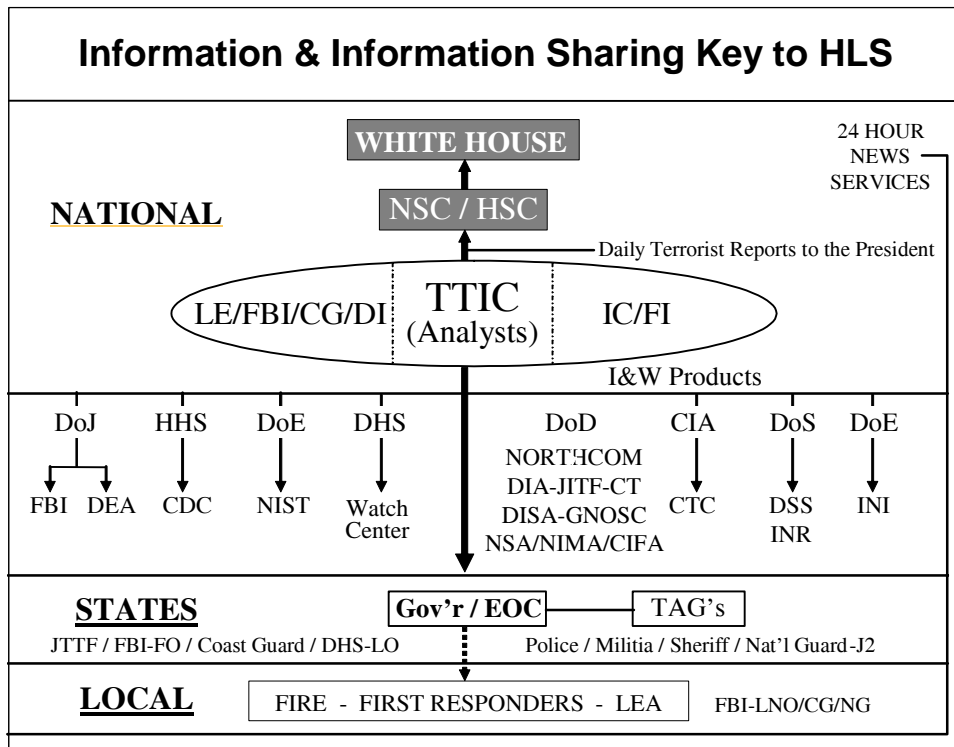 Information & Information Sharing Key to HLS
WHITE HOUSE
24 HOUR
NEWS
SERVICES
NSC / HSC
NATIONAL
Daily Terrorist Reports to the President
LE/FBI/CG/DI
TTIC
(Analysts)
IC/FI
I&W Products
DoJ
HHS
DoE
DHS
DoD
CIA
DoS
DoE
FBI
DEA
CDC
NIST
Watch
Center
NORTHCOM
DIA-JITF-CT
DISA-GNOSC
NSA/NIMA/CIFA
CTC
DSS
INR
INI
STATES
Gov'r / EOC
TAG's
JTTF / FBI-FO / Coast Guard / DHS-LO
Police / Militia / Sheriff / Nat'l Guard-J2
LOCAL
FIRE - FIRST RESPONDERS - LEA
FBI-LNO/CG/NG